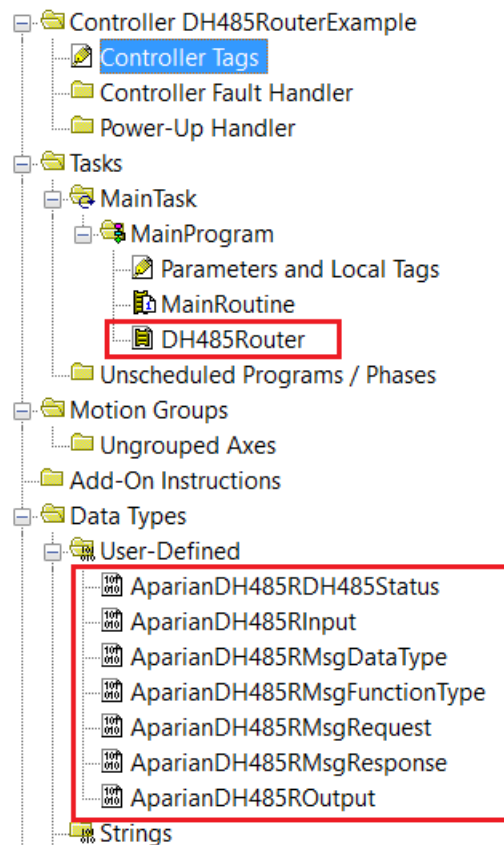 Controller DH485RouterExample
Controller Tags
Controller Fault Handler
Power-Up Handler
Tasks
MainTask
MainProgram
Parameters and Local Tags
MainRoutine
DH485Router
Unscheduled Programs / Phases
Motion Groups
Ungrouped Axes
Add-On Instructions
Data Types
User-Defined
AparianDH485RDH485Status
AparianDH485RInput
AparianDH485RMsgDataType
AparianDH485RMsgFunctionType
AparianDH485RMsgRequest
AparianDH485RMsgResponse
AparianDH485ROutput
Strings